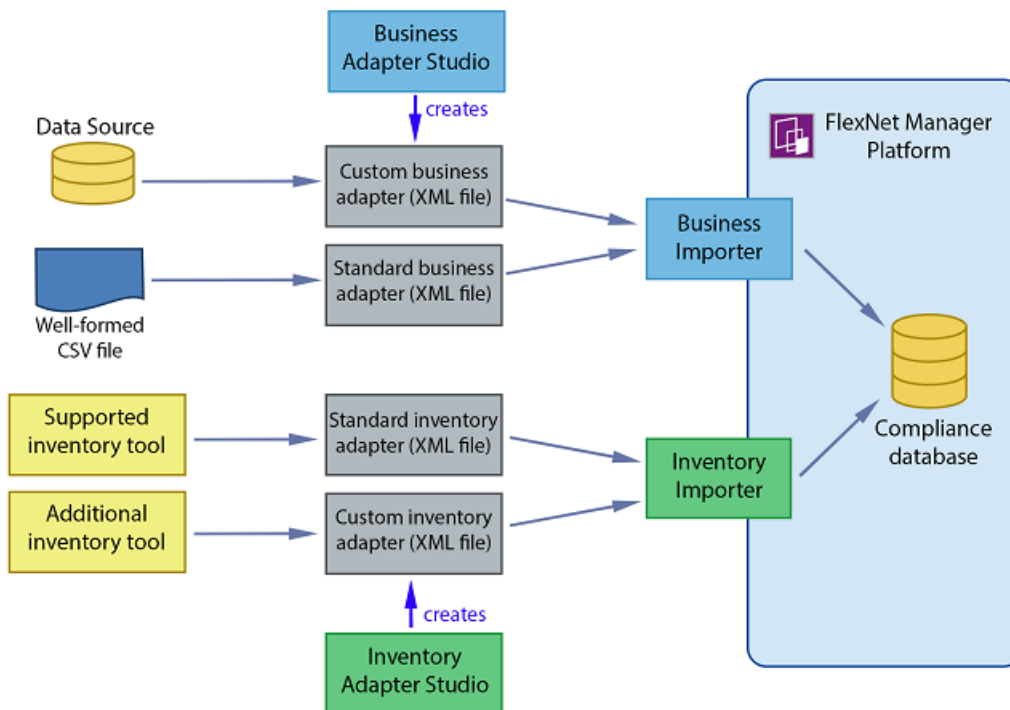 Business
Adapter Studio
creates
Data Source
Custom business
adapter (XML file)
FlexNet Manager
Platform
Business
Importer
Standard business
adapter (XML file)
Well-formed
CSV file
Supported
inventory tool
Standard inventory
adapter (XML file)
Compliance
database
Inventory
Importer
Additional
inventory tool
Custom inventory
adapter (XML file)
creates
Inventory
Adapter Studio